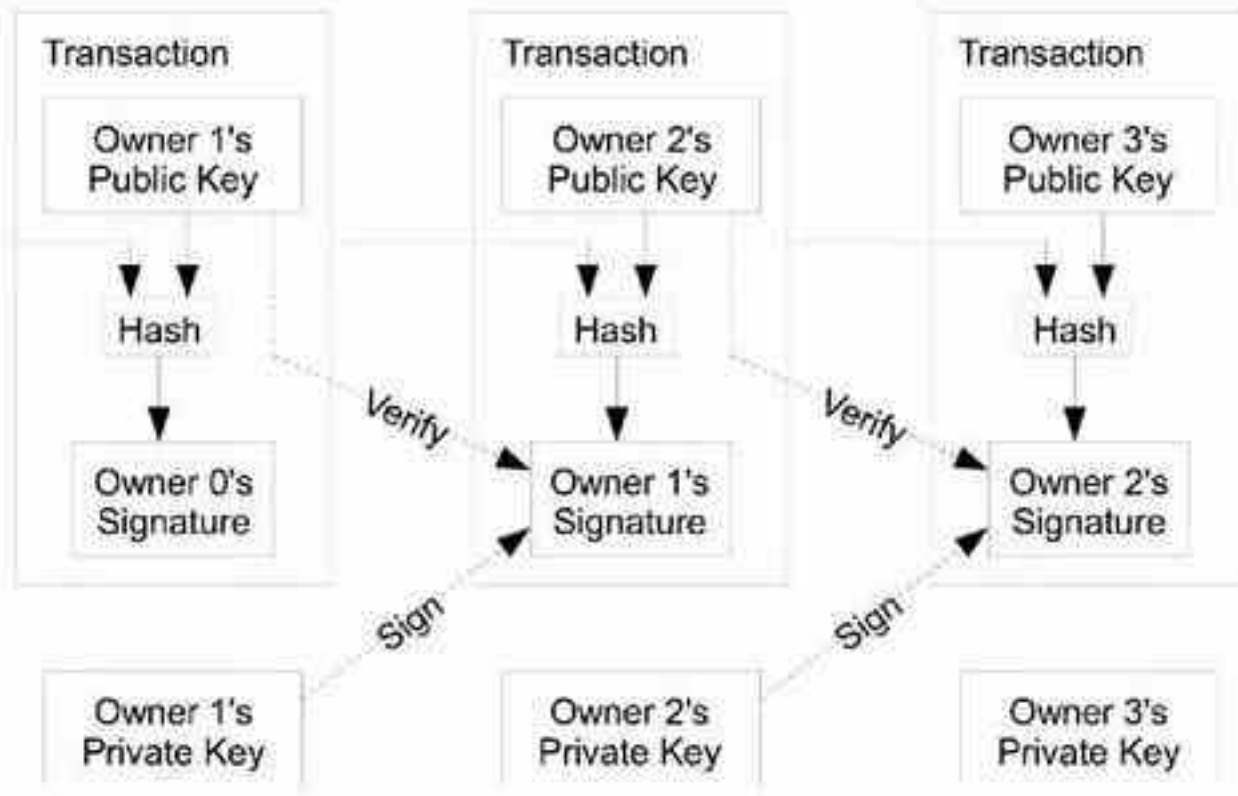 Transaction
Transaction
Transaction
Owner 1's
Public Key
Owner 2's
Public Key
Owner 3's
Public Key
Hash
Hash
Hash
Verify
Verify
Owner 0's
Signature
Owner 1's
Signature
Owner 2's
Signature
Sign
Sign
Owner 1's
Private Key
Owner 2's
Private Key
Owner 3's
Private Key